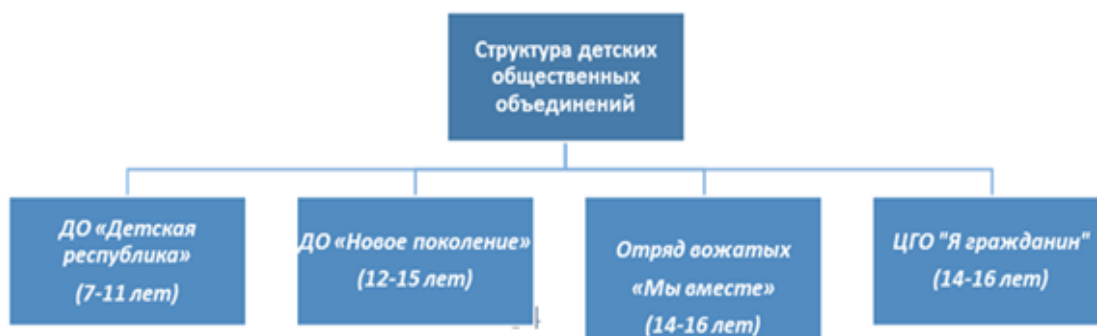 Структура детских
общественных
объединений
ДО «Детская
республика»
(7-11 лет)
ДО «Новое поколение»
(12-15 лет)
Отряд вожатых
«Мы вместе»
(14-16 лет)
ЦГО "Я гражданин"
(14-16 лет)